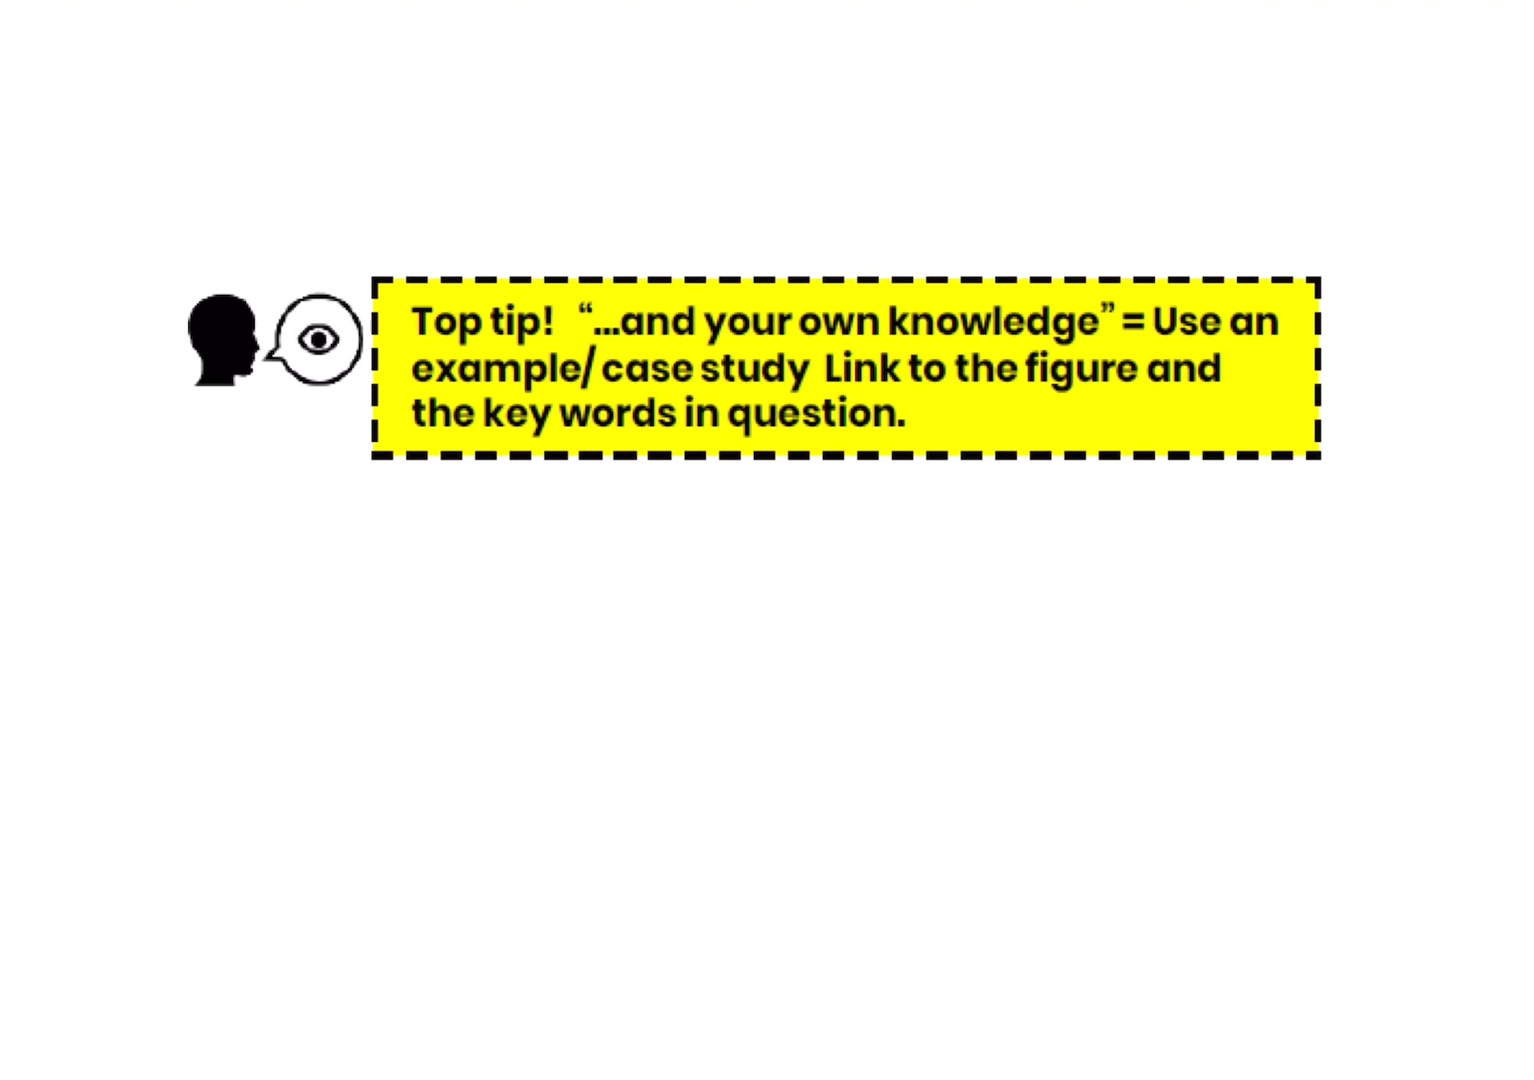 Top tip!  “...and your own knowledge” = Use an
example/ case study  Link to the figure and
the key words in question.